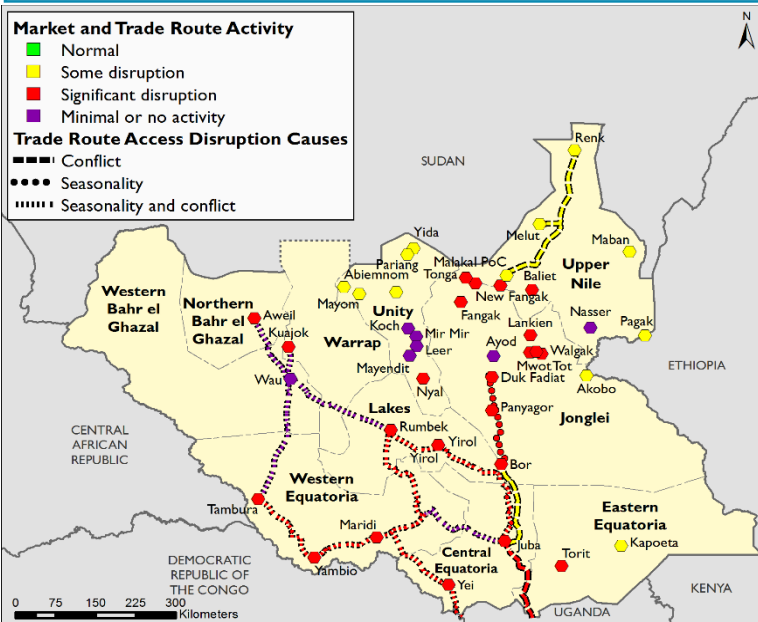 Market and Trade Route Activity
Normal
Some disruption
Significant disruption
Minimal or no activity
Trade Route Access Disruption Causes
Conflict
Seasonality
Seasonality and conflict
N
SUDAN
Renk
Melut
Maban
Yida
Pariang
Malakal PoC
Tonga
Baliet
Upper
Nile
Abiemnom
New Fangak
Mayom
Fangak
Western
Bahr el
Ghazal
Northern
Bahr el
Ghazal
Aweil
Kuajok
Unity
Koch
Warrap
Mir Mir
Leer
Mayendit
Nyal
Lankien
Nasser
Pagak
Ayod
Walgak
Mwot Tot
Duk Fadiat
Akobo
ETHIOPIA
Wau
Panyagor
Jonglei
Lakes
Rumbek
Yirol
Yirol
Bor
CENTRAL
AFRICAN
REPUBLIC
Western
Equatoria
Tambura
Maridi
Yambio
Eastern
Equatoria
Kapoeta
Torit
Juba
Central
Equatoria
Yei
DEMOCRATIC
REPUBLIC OF
THE CONGO
UGANDA
KENYA
0 75 150 225 300
Kilometers